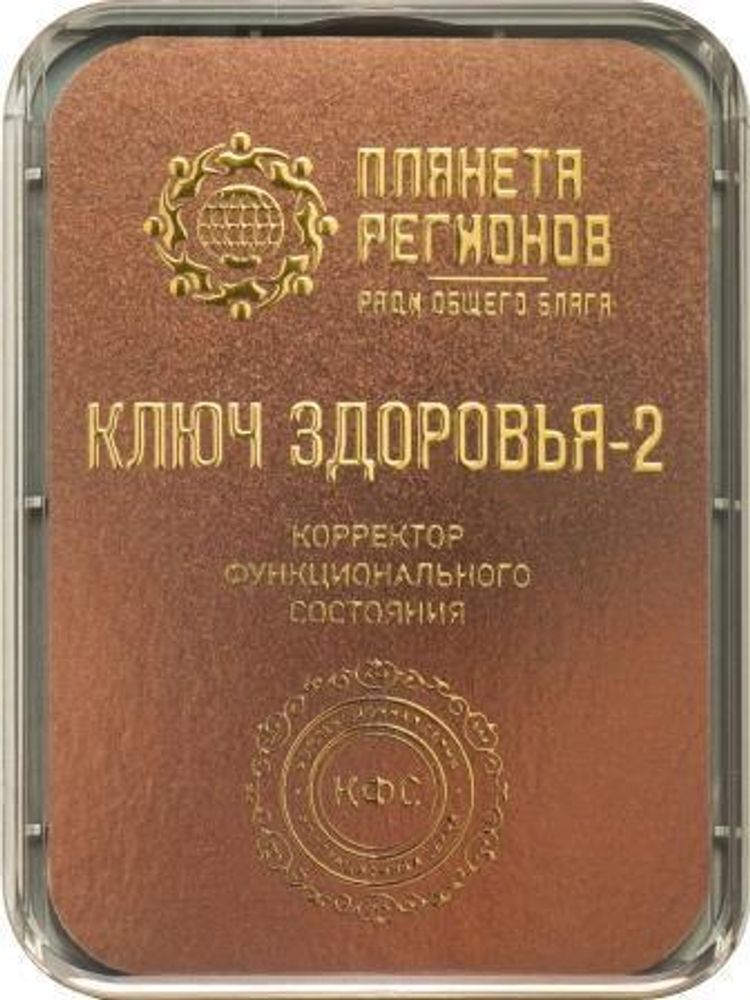 ПЛАНЕТА
РЕГИОНОВ
РАДИ ОБЩЕГО БЛАГА
КЛЮЧ ЗДОРОВЬЯ-2
КОРРЕКТОР
ФУНКЦИОНАЛЬНОГО
СОСТОЯНИЯ
КФС